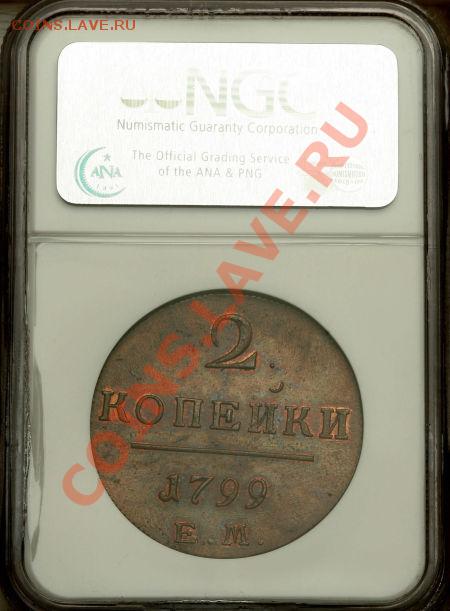 COINS.LAVE.RU
NGC
Numismatic Guaranty Corporation
The Official Grading Service
of the ANA & PNG
ANA
1891
COINS.LAVE.RU
2
КОПЕЙКИ
1799
Е.М.